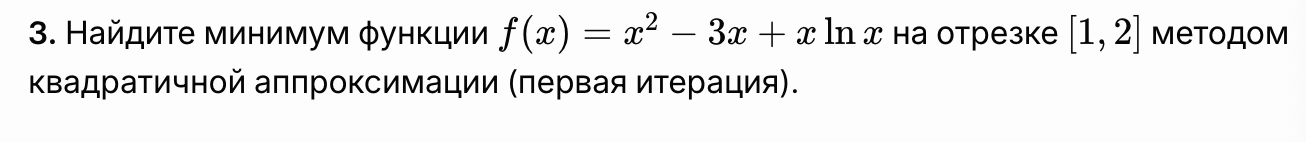 3. Найдите минимум функции f(x) = x² − 3x + x ln x на отрезке [1, 2] методом
квадратичной аппроксимации (первая итерация).